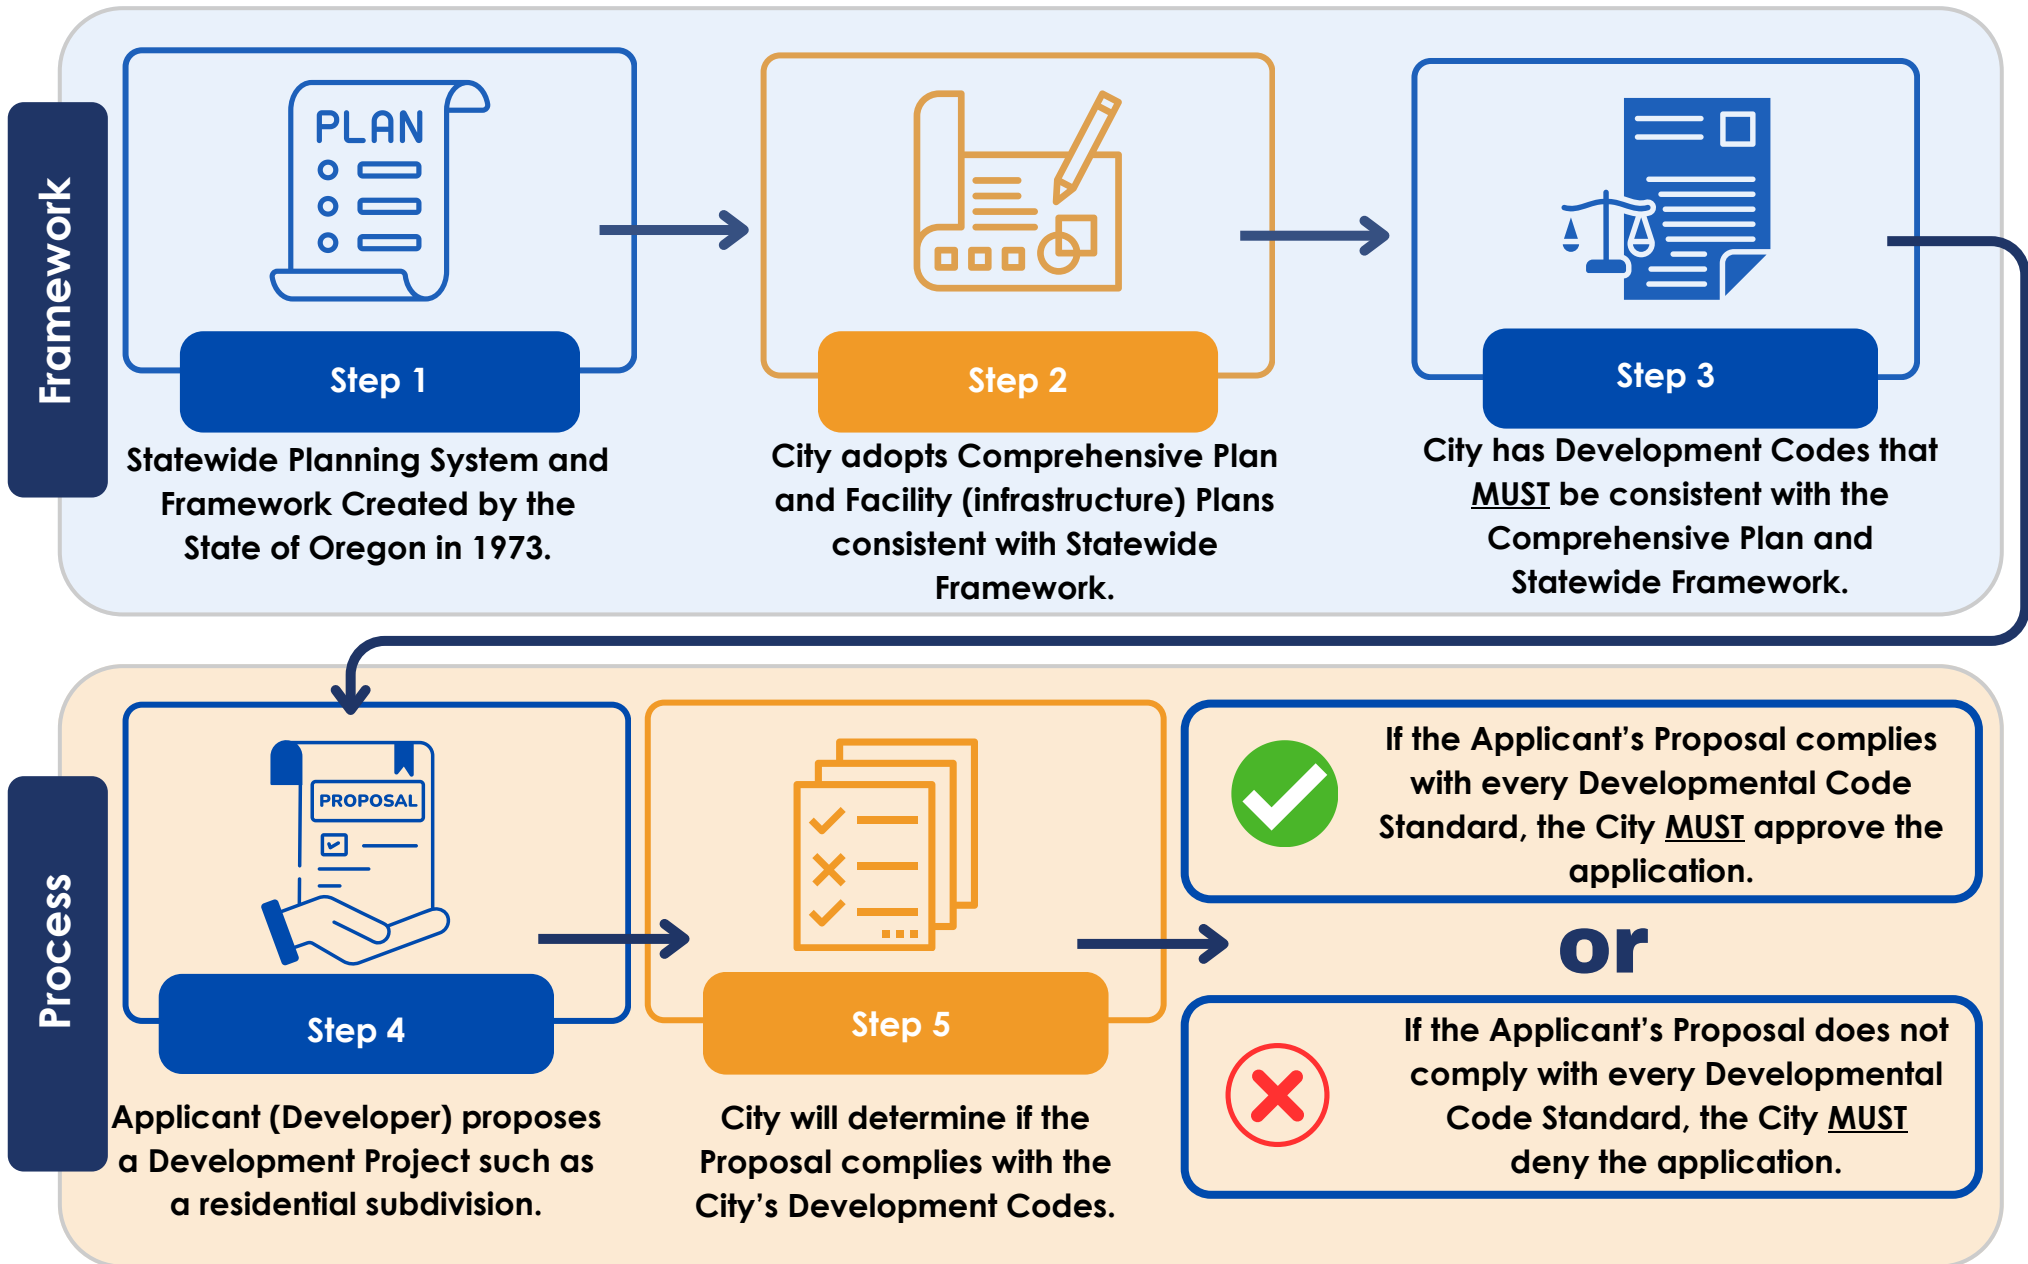 Framework
PLAN
Step 1
Statewide Planning System and
Framework Created by the
State of Oregon in 1973.
Step 2
City adopts Comprehensive Plan
and Facility (infrastructure) Plans
consistent with Statewide
Framework.
Step 3
City has Development Codes that
MUST be consistent with the
Comprehensive Plan and
Statewide Framework.
Process
PROPOSAL
Step 4
Applicant (Developer) proposes
a Development Project such as
a residential subdivision.
Step 5
City will determine if the
Proposal complies with the
City’s Development Codes.
If the Applicant’s Proposal complies
with every Developmental Code
Standard, the City MUST approve the
application.
or
If the Applicant’s Proposal does not
comply with every Developmental
Code Standard, the City MUST
deny the application.